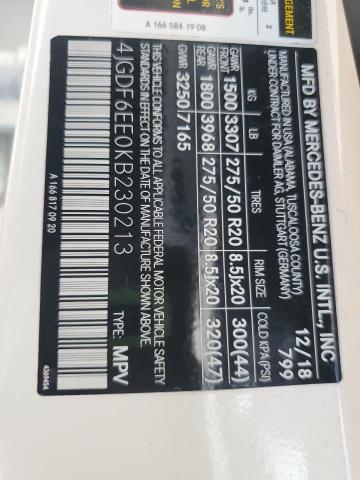 MFD BY MERCEDES-BENZ U.S. INTL., INC
MANUFACTURED IN USA (ALABAMA, TUSCALOOSA COUNTY) 12/18
UNDER CONTRACT FOR DAIMLER AG, STUTTGART (GERMANY) 799
KG LB TIRES RIM SIZE COLD KPA(PSI)
GAWR FRONT 1500 3307 275/50 R20 8.5Jx20 300(44)
GAWR REAR 1800 3968 275/50 R20 8.5Jx20 320(47)
GVWR 3250 7165
THIS VEHICLE CONFORMS TO ALL APPLICABLE FEDERAL MOTOR VEHICLE SAFETY
STANDARDS IN EFFECT ON THE DATE OF MANUFACTURE SHOWN ABOVE.
4JGDF6EE0KB230213 TYPE: MPV
A 166 817 09 20 4369454
A 166 584 19 08